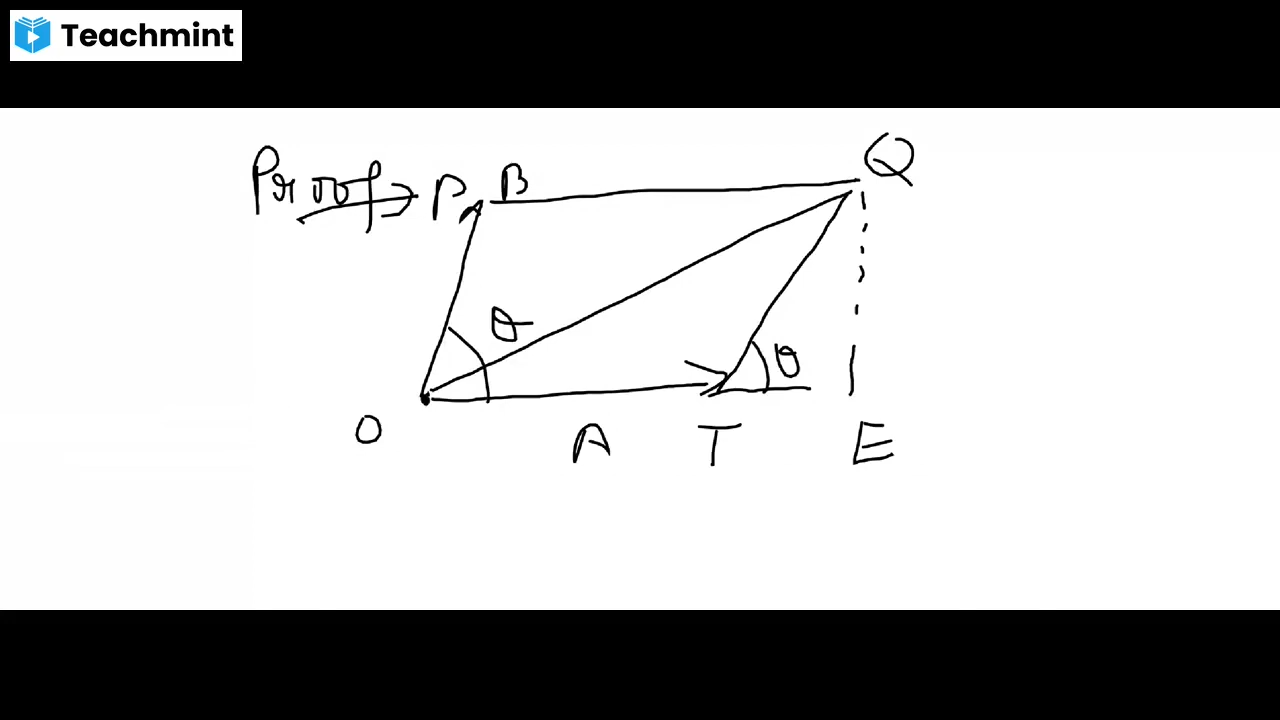 Teachmint
Proof → P B Q
θ
θ
O A T E